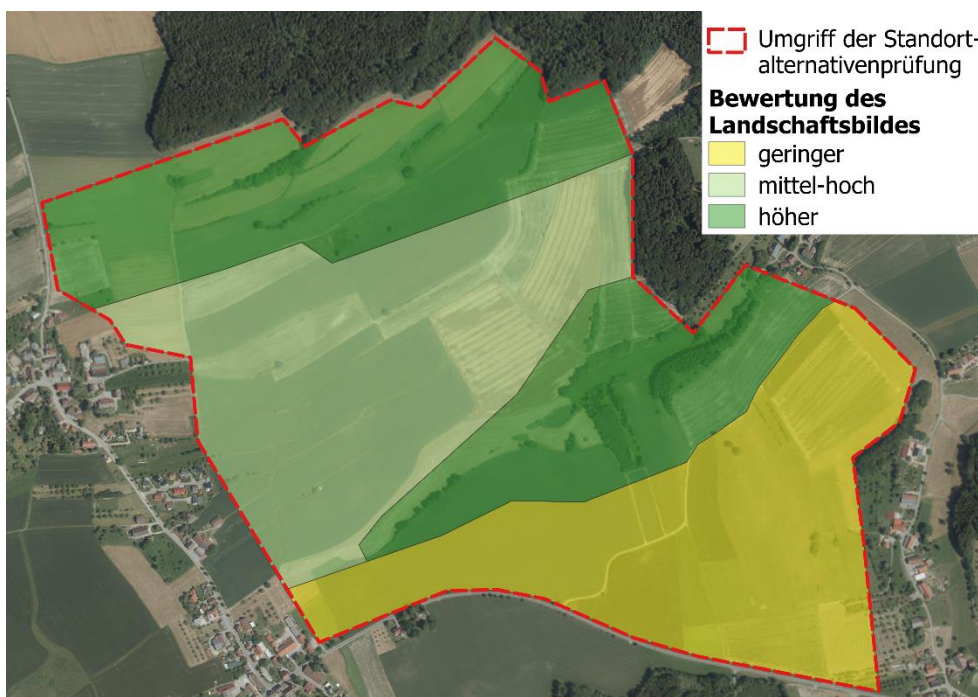 Umgriff der Standort-
alternativenprüfung
Bewertung des
Landschaftsbildes
geringer
mittel-hoch
höher